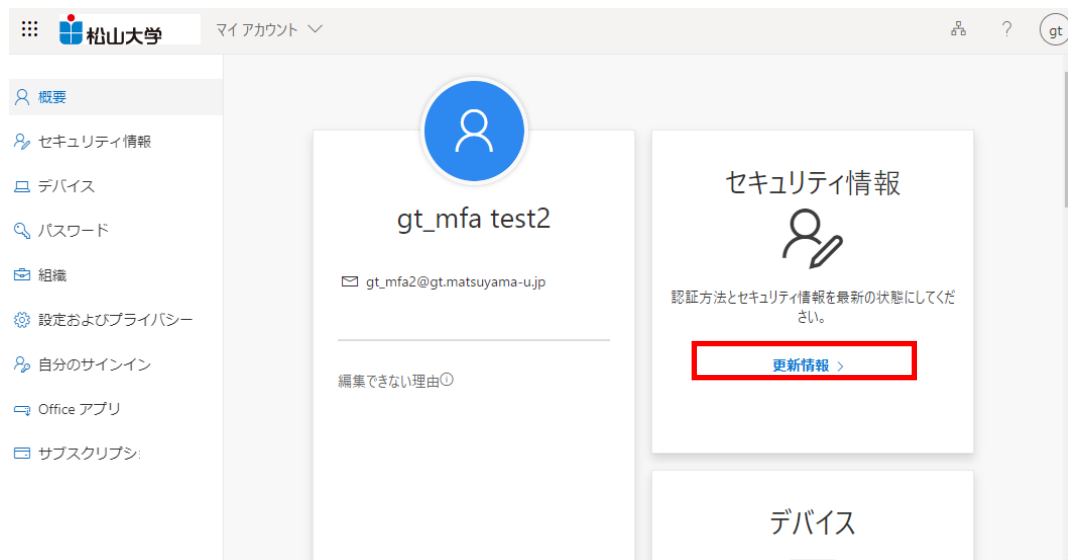 松山大学
マイ アカウント
?
gt
概要
セキュリティ情報
デバイス
パスワード
組織
設定およびプライバシー
自分のサインイン
Office アプリ
サブスクリプシ
gt_mfa test2
gt_mfa2@gt.matsuyama-u.jp
編集できない理由
セキュリティ情報
認証方法とセキュリティ情報を最新の状態にしてくだ
さい。
更新情報 >
デバイス